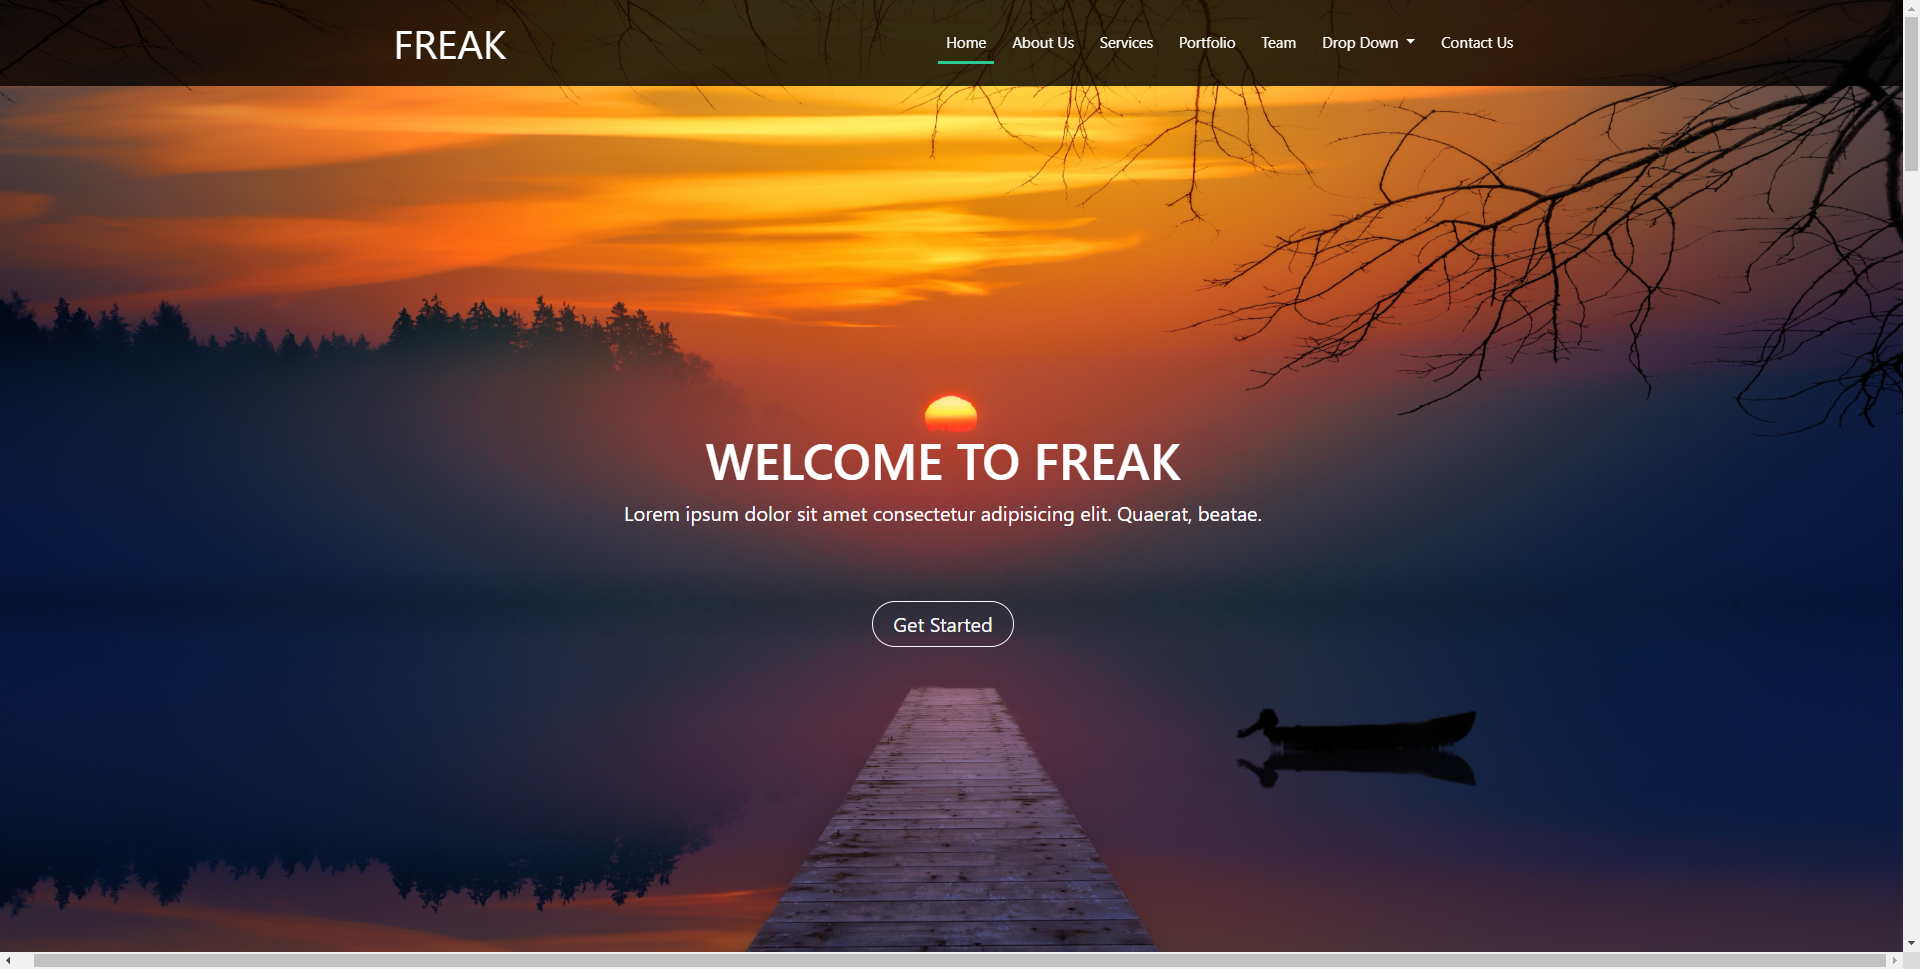 FREAK
Home About Us Services Portfolio Team Drop Down Contact Us
WELCOME TO FREAK
Lorem ipsum dolor sit amet consectetur adipisicing elit. Quaerat, beatae.
Get Started